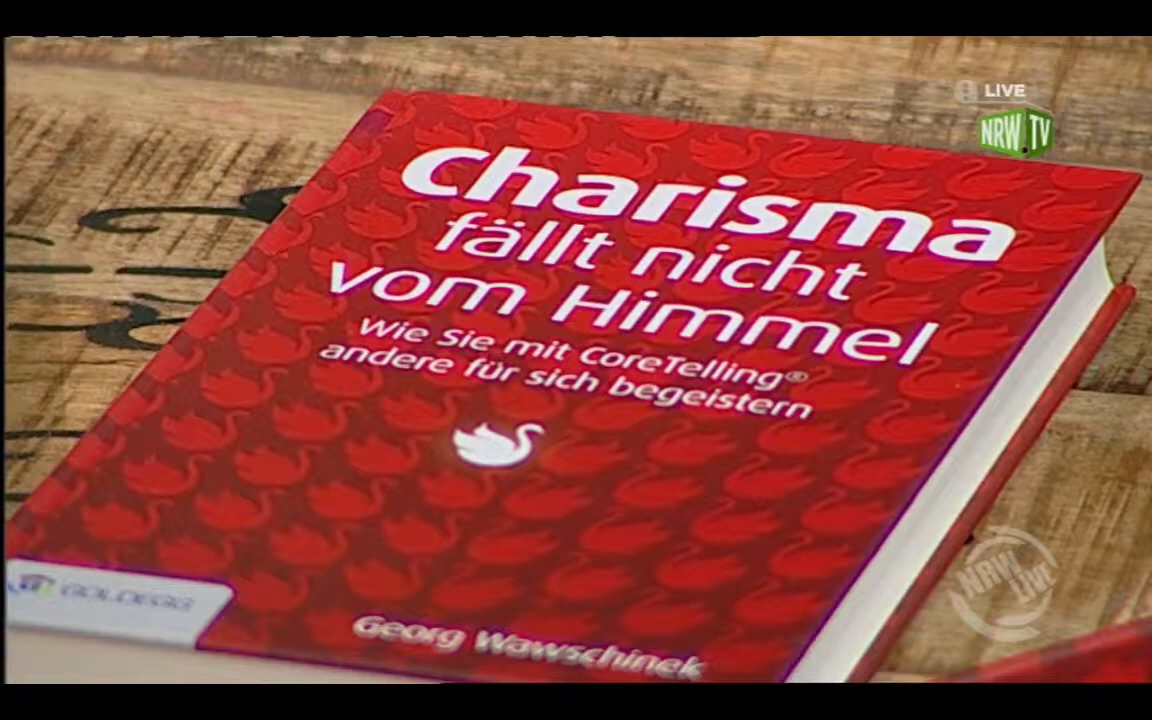 LIVE
NRW.TV
charisma
fällt nicht
vom Himmel
Wie Sie mit CoreTelling®
andere für sich begeistern
GOLDEGG
Georg Wawschinek
NRW
LIVE